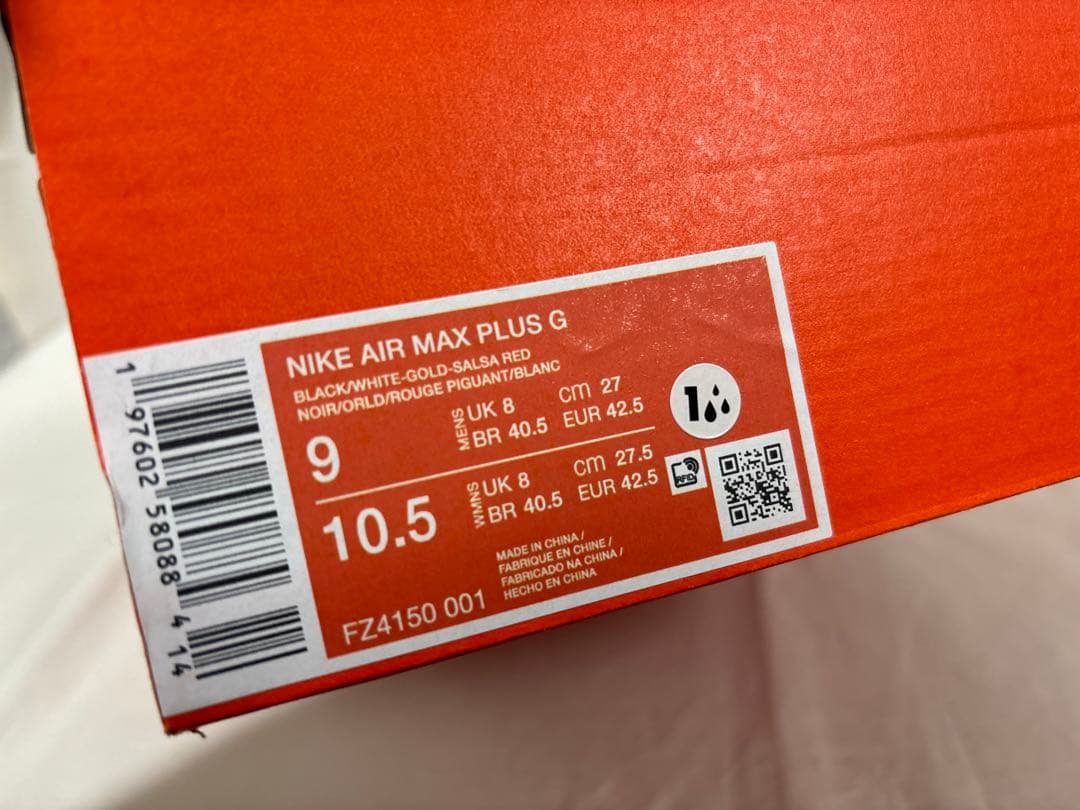 NIKE AIR MAX PLUS G
BLACK/WHITE-GOLD-SALSA RED
NOIR/ORLD/ROUGE PIGUANT/BLANC
9
MENS
UK 8 CM 27
BR 40.5 EUR 42.5
10.5
WMNS
UK 8 CM 27.5
BR 40.5 EUR 42.5
1
RFID
MADE IN CHINA /
FABRIQUE EN CHINE /
FABRICADO NA CHINA /
HECHO EN CHINA
FZ4150 001
1 97602 58088 4 14